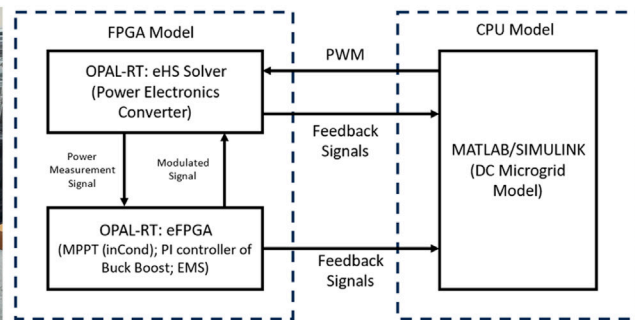 FPGA Model
CPU Model
OPAL-RT: eHS Solver
(Power Electronics
Converter)
PWM
Feedback
Signals
Power
Measurement
Signal
Modulated
Signal
MATLAB/SIMULINK
(DC Microgrid
Model)
OPAL-RT: eFPGA
(MPPT (inCond); PI controller of
Buck Boost; EMS)
Feedback
Signals